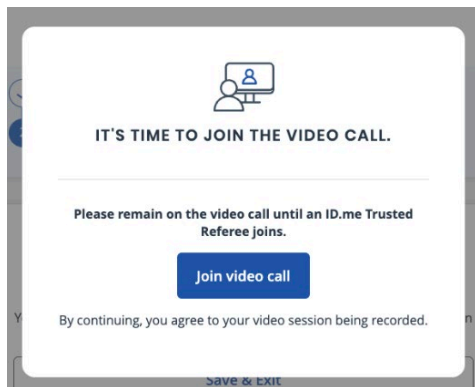 IT'S TIME TO JOIN THE VIDEO CALL.
Please remain on the video call until an ID.me Trusted
Referee joins.
Join video call
By continuing, you agree to your video session being recorded.
Save & Exit